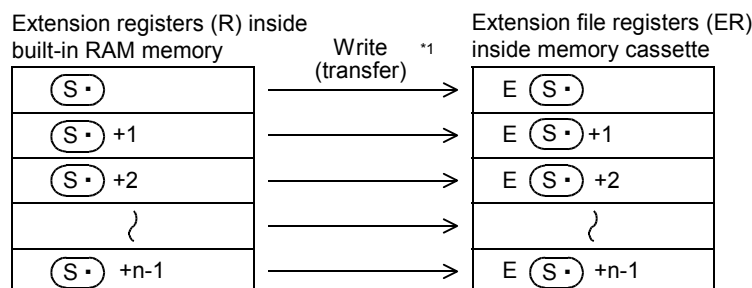 Extension registers (R) inside
built-in RAM memory
Write *1
(transfer)
Extension file registers (ER)
inside memory cassette
S· E S·
S· +1 E S· +1
S· +2 E S· +2
S· +n-1 E S· +n-1